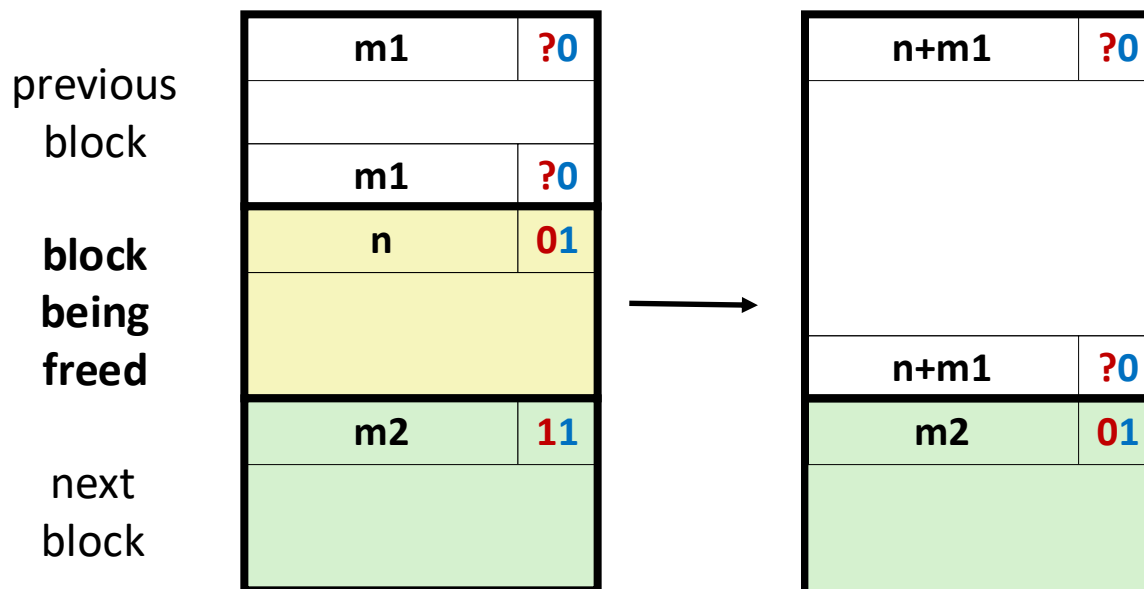 m1 ?0 n+m1 ?0
previous
block
m1 ?0
block n 01
being
freed n+m1 ?0
m2 11 m2 01
next
block